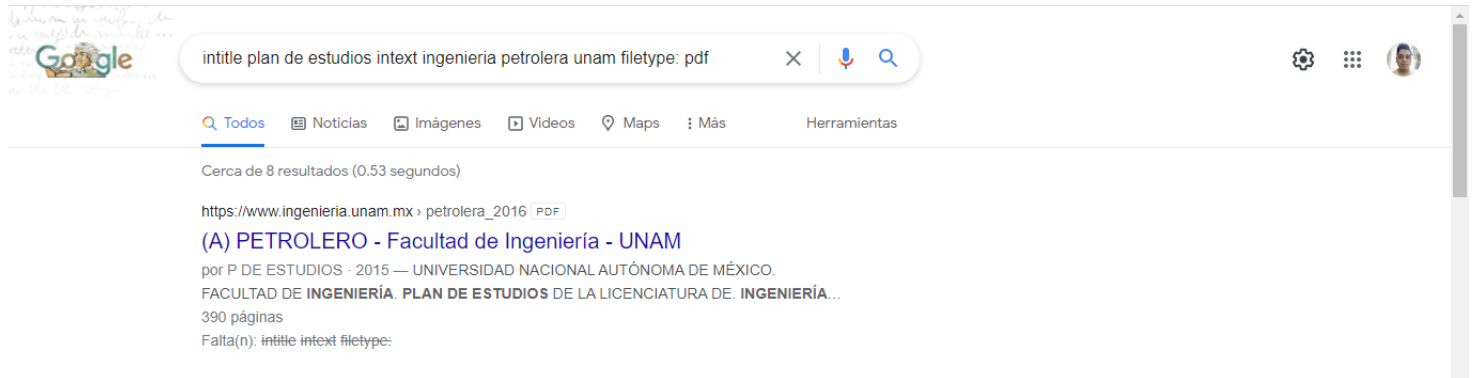 Google
intitle plan de estudios intext ingenieria petrolera unam filetype: pdf
Todos Noticias Imágenes Videos Maps Más Herramientas
Cerca de 8 resultados (0.53 segundos)
https://www.ingenieria.unam.mx › petrolera_2016 PDF
(A) PETROLERO - Facultad de Ingeniería - UNAM
por P DE ESTUDIOS · 2015 — UNIVERSIDAD NACIONAL AUTÓNOMA DE MÉXICO.
FACULTAD DE INGENIERÍA. PLAN DE ESTUDIOS DE LA LICENCIATURA DE. INGENIERÍA...
390 páginas
Falta(n): intitle intext filetype: